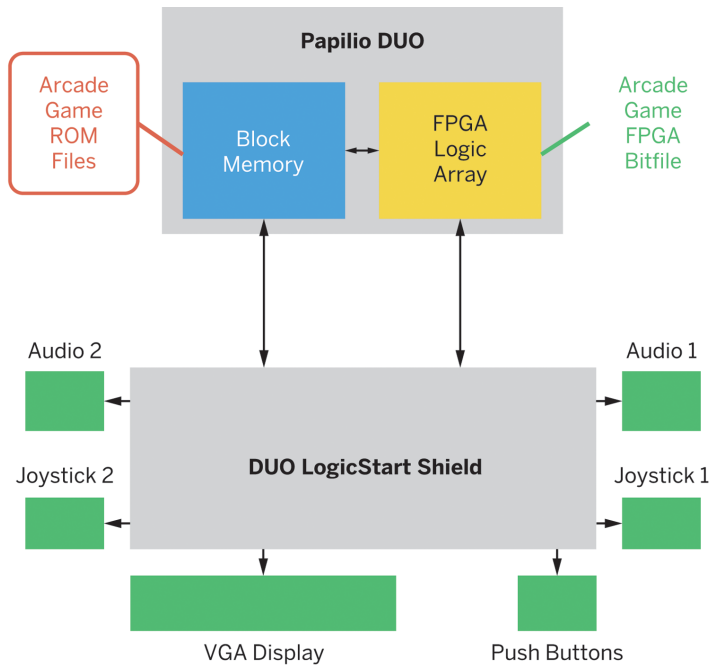 Papilio DUO
Arcade
Game
ROM
Files
Block
Memory
FPGA
Logic
Array
Arcade
Game
FPGA
Bitfile
Audio 2
Audio 1
DUO LogicStart Shield
Joystick 2
Joystick 1
VGA Display
Push Buttons